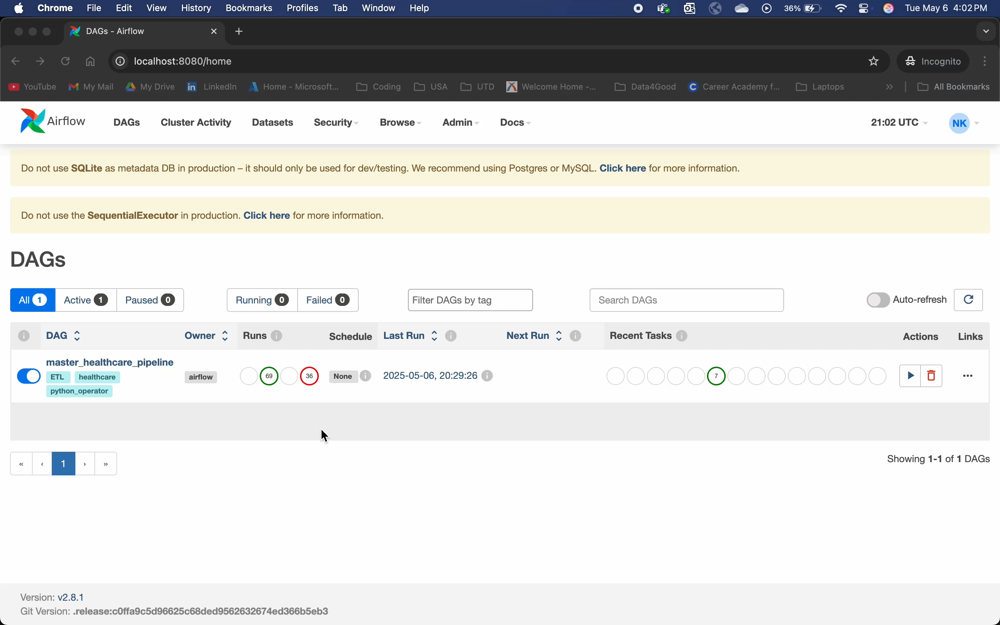 Chrome File Edit View History Bookmarks Profiles Tab Window Help 36% Tue May 6 4:02 PM
DAGs - Airflow
localhost:8080/home Incognito
YouTube My Mail My Drive LinkedIn Home - Microsoft... Coding USA UTD Welcome Home -... Data4Good Career Academy f... Laptops » All Bookmarks
Airflow DAGs Cluster Activity Datasets Security Browse Admin Docs 21:02 UTC NK
Do not use SQLite as metadata DB in production – it should only be used for dev/testing. We recommend using Postgres or MySQL. Click here for more information.
Do not use the SequentialExecutor in production. Click here for more information.
DAGs
All 1 Active 1 Paused 0 Running 0 Failed 0 Filter DAGs by tag Search DAGs Auto-refresh
DAG Owner Runs Schedule Last Run Next Run Recent Tasks Actions Links
master_healthcare_pipeline
ETL healthcare airflow 69 36 None 2025-05-06, 20:29:26 7 ...
python_operator
« ‹ 1 › » Showing 1-1 of 1 DAGs
Version: v2.8.1
Git Version: .release:c0ffa9c5d96625c68ded9562632674ed366b5eb3